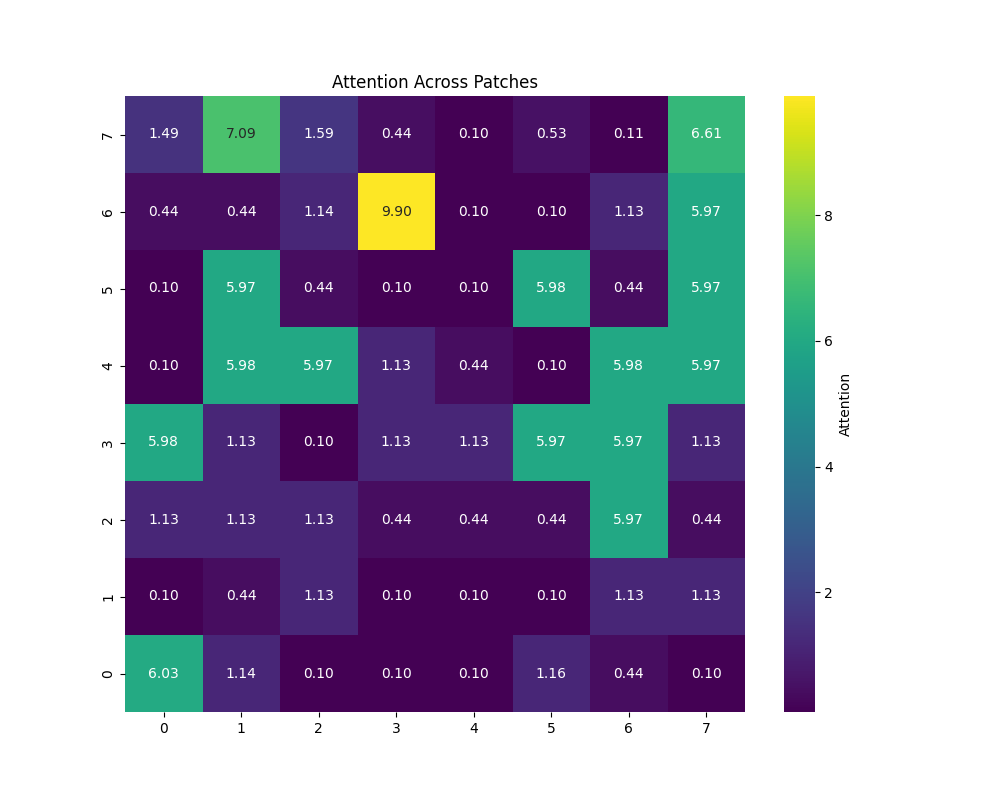 Attention Across Patches
7 1.49 7.09 1.59 0.44 0.10 0.53 0.11 6.61
6 0.44 0.44 1.14 9.90 0.10 0.10 1.13 5.97
5 0.10 5.97 0.44 0.10 0.10 5.98 0.44 5.97
4 0.10 5.98 5.97 1.13 0.44 0.10 5.98 5.97
3 5.98 1.13 0.10 1.13 1.13 5.97 5.97 1.13
2 1.13 1.13 1.13 0.44 0.44 0.44 5.97 0.44
1 0.10 0.44 1.13 0.10 0.10 0.10 1.13 1.13
0 6.03 1.14 0.10 0.10 0.10 1.16 0.44 0.10
0 1 2 3 4 5 6 7
8
6
4
2
Attention